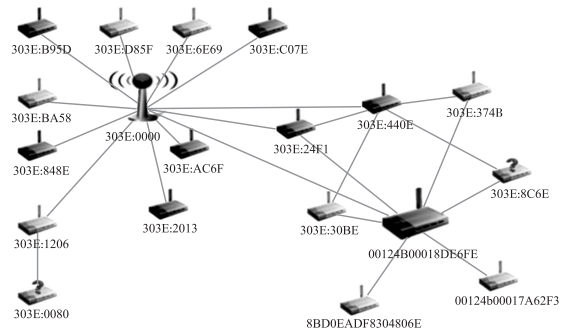 303E:B95D
303E:D85F
303E:6E69
303E:C07E
303E:BA58
303E:0000
303E:24F1
303E:440E
303E:374B
303E:848E
303E:AC6F
303E:8C6E
303E:1206
303E:2013
303E:30BE
00124B00018DE6FE
303E:0080
8BD0EADF8304806E
00124b00017A62F3